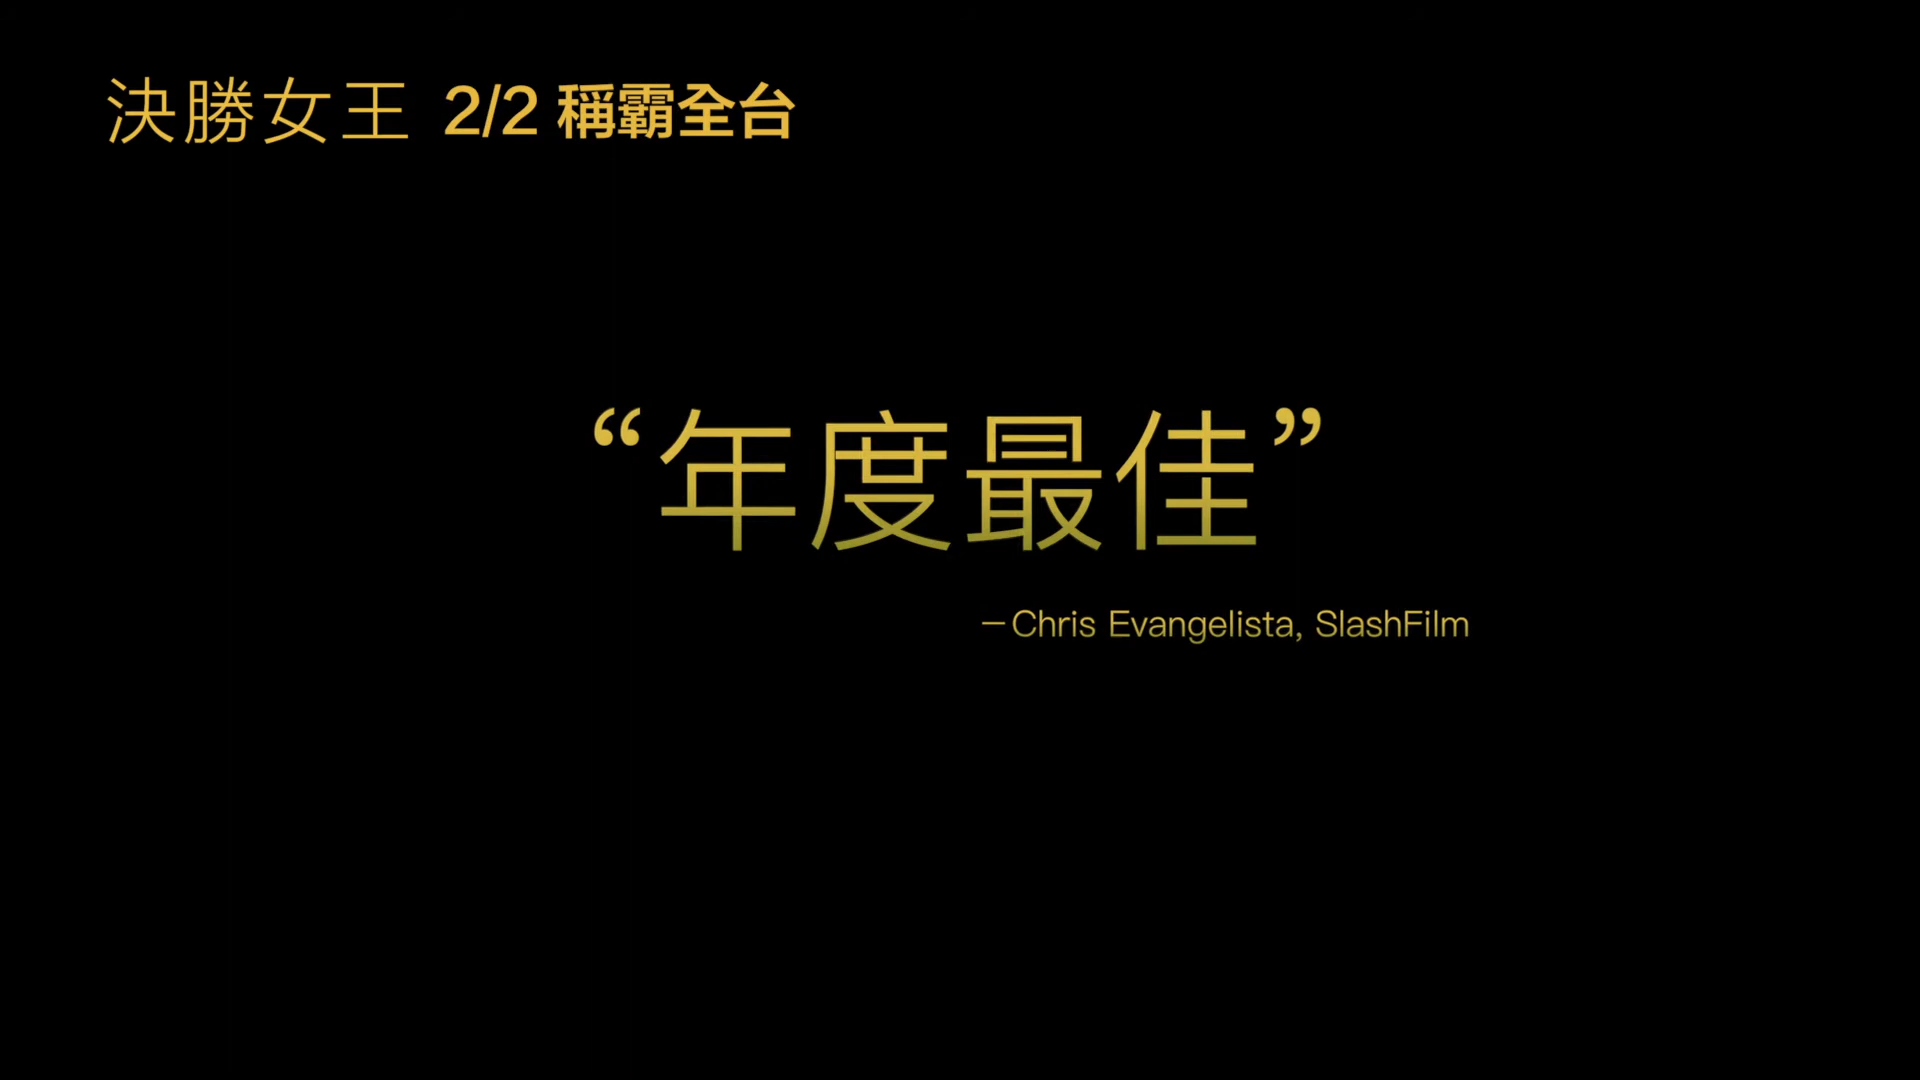 決勝女王 2/2 稱霸全台
“年度最佳”
—Chris Evangelista, SlashFilm